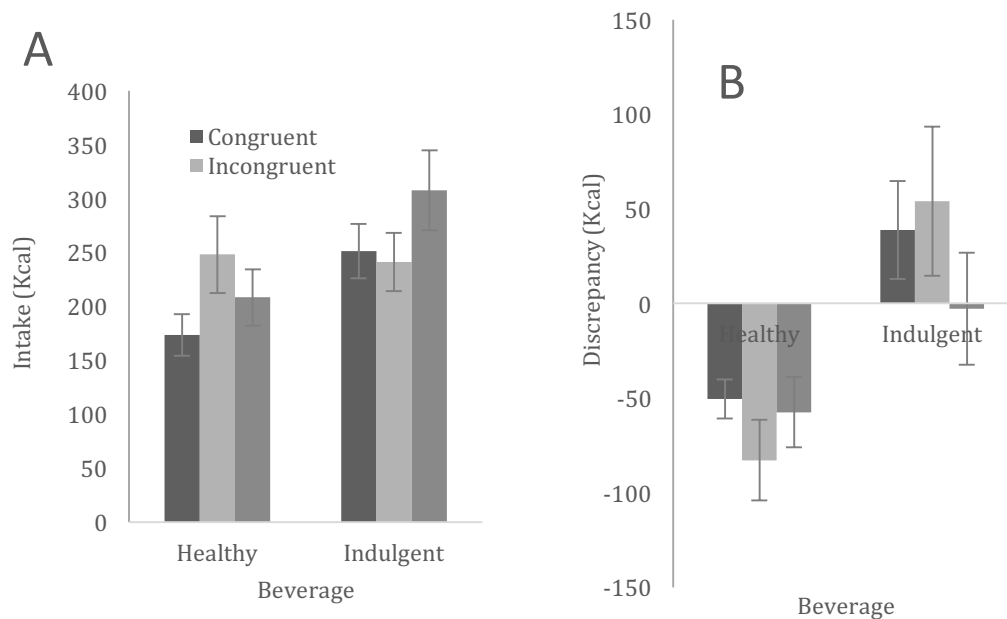 A
400
350
300
250
200
150
100
50
0
Intake (Kcal)
Congruent
Incongruent
Healthy
Indulgent
Beverage
B
150
100
50
0
-50
-100
-150
Discrepancy (Kcal)
Healthy
Indulgent
Beverage